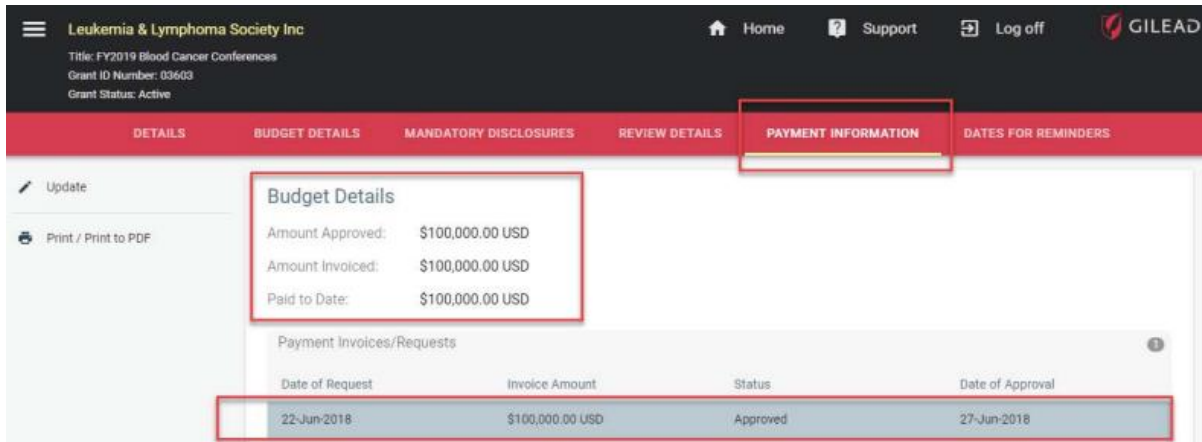 Leukemia & Lymphoma Society Inc
Home
Support
Log off
GILEAD
Title: FY2019 Blood Cancer Conferences
Grant ID Number: 03603
Grant Status: Active
DETAILS
BUDGET DETAILS
MANDATORY DISCLOSURES
REVIEW DETAILS
PAYMENT INFORMATION
DATES FOR REMINDERS
Update
Print / Print to PDF
Budget Details
Amount Approved: $100,000.00 USD
Amount Invoiced: $100,000.00 USD
Paid to Date: $100,000.00 USD
Payment Invoices/Requests 1
Date of Request Invoice Amount Status Date of Approval
22-Jun-2018 $100,000.00 USD Approved 27-Jun-2018